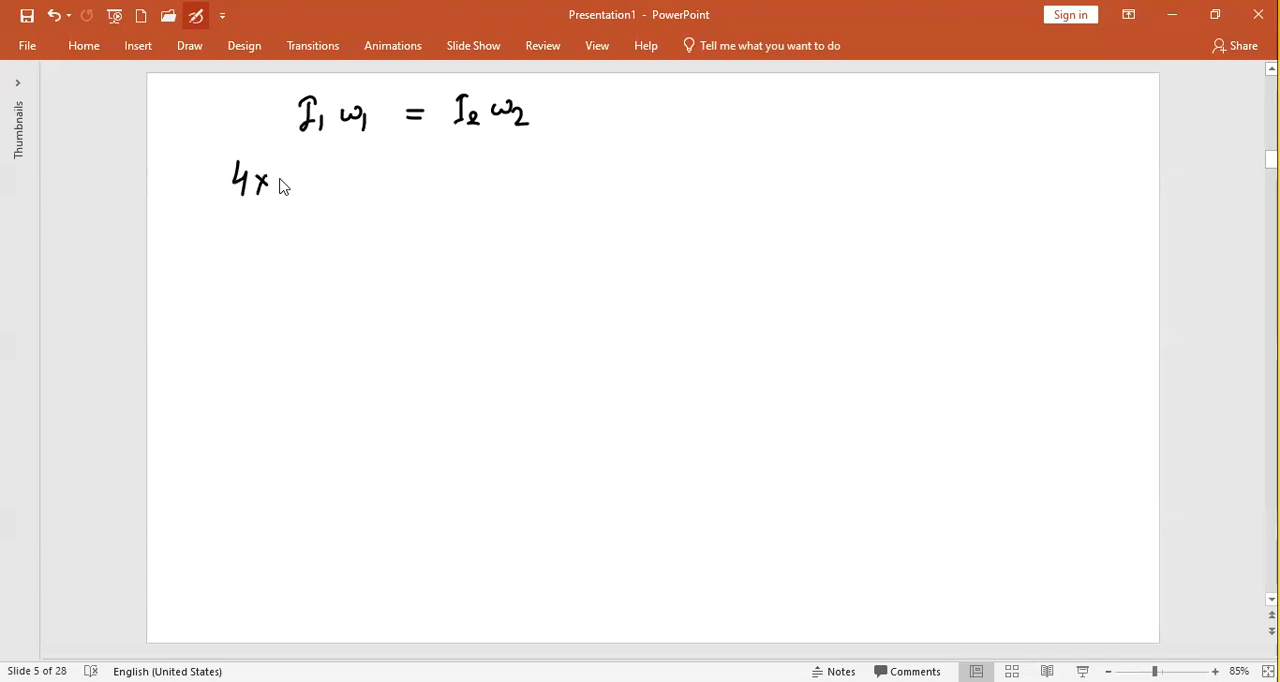 Presentation1 - PowerPoint
Sign in
File Home Insert Draw Design Transitions Animations Slide Show Review View Help Tell me what you want to do Share
Thumbnails
I₁ ω₁ = I₂ ω₂
4×
Slide 5 of 28 English (United States) Notes Comments 85%